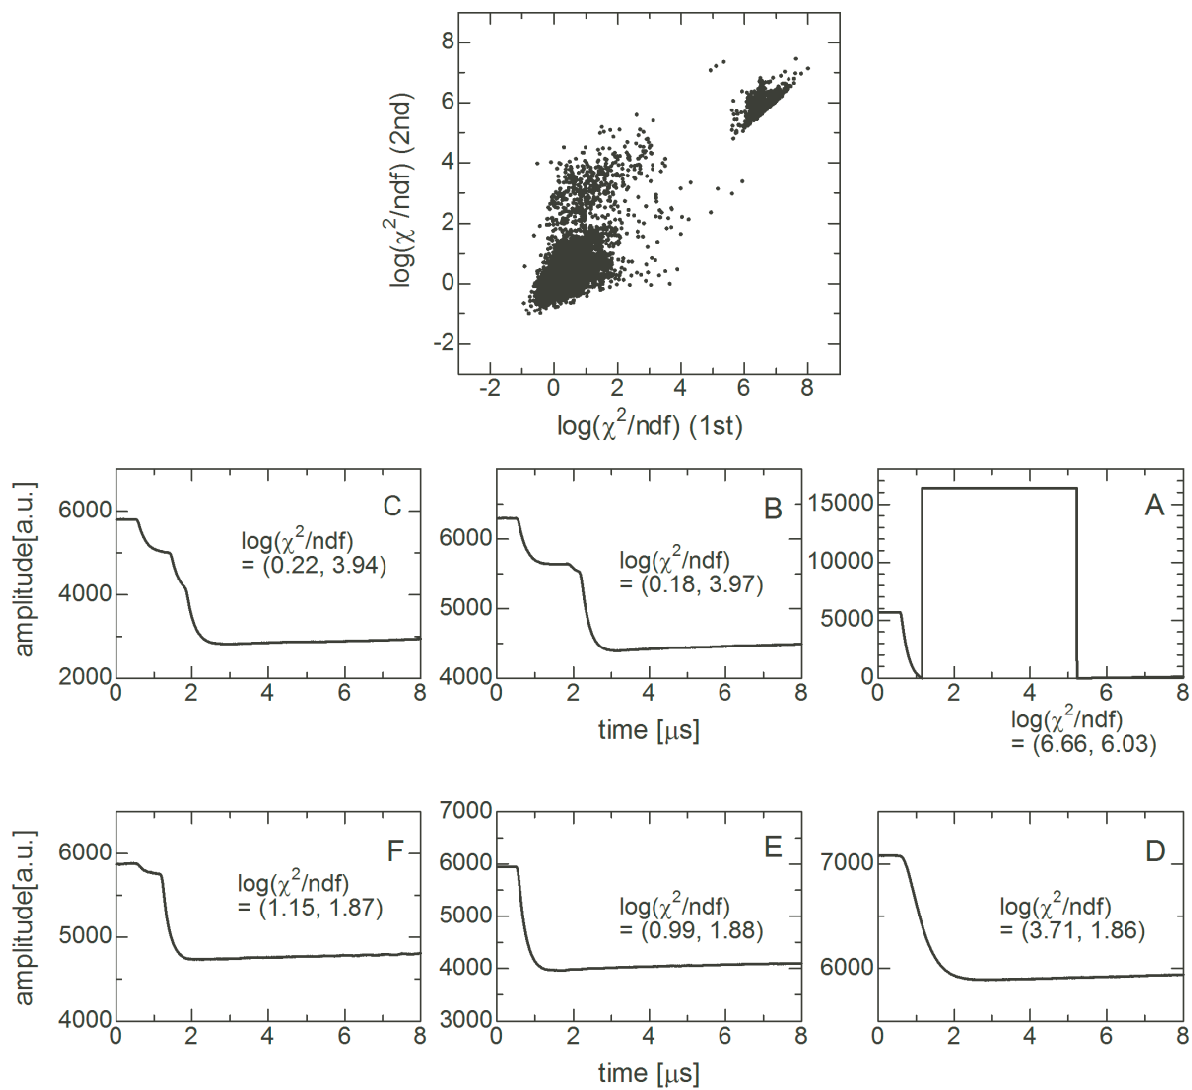 8
6
4
2
0
-2
log(χ²/ndf) (2nd)
-2 0 2 4 6 8
log(χ²/ndf) (1st)
C
log(χ²/ndf)
= (0.22, 3.94)
6000
4000
2000
0 2 4 6 8
amplitude[a.u.]
B
log(χ²/ndf)
= (0.18, 3.97)
6000
5000
4000
0 2 4 6 8
time [μs]
A
15000
10000
5000
0
0 2 4 6 8
log(χ²/ndf)
= (6.66, 6.03)
F
log(χ²/ndf)
= (1.15, 1.87)
6000
5000
4000
0 2 4 6 8
amplitude[a.u.]
E
log(χ²/ndf)
= (0.99, 1.88)
7000
6000
5000
4000
3000
0 2 4 6 8
time [μs]
D
log(χ²/ndf)
= (3.71, 1.86)
7000
6000
0 2 4 6 8